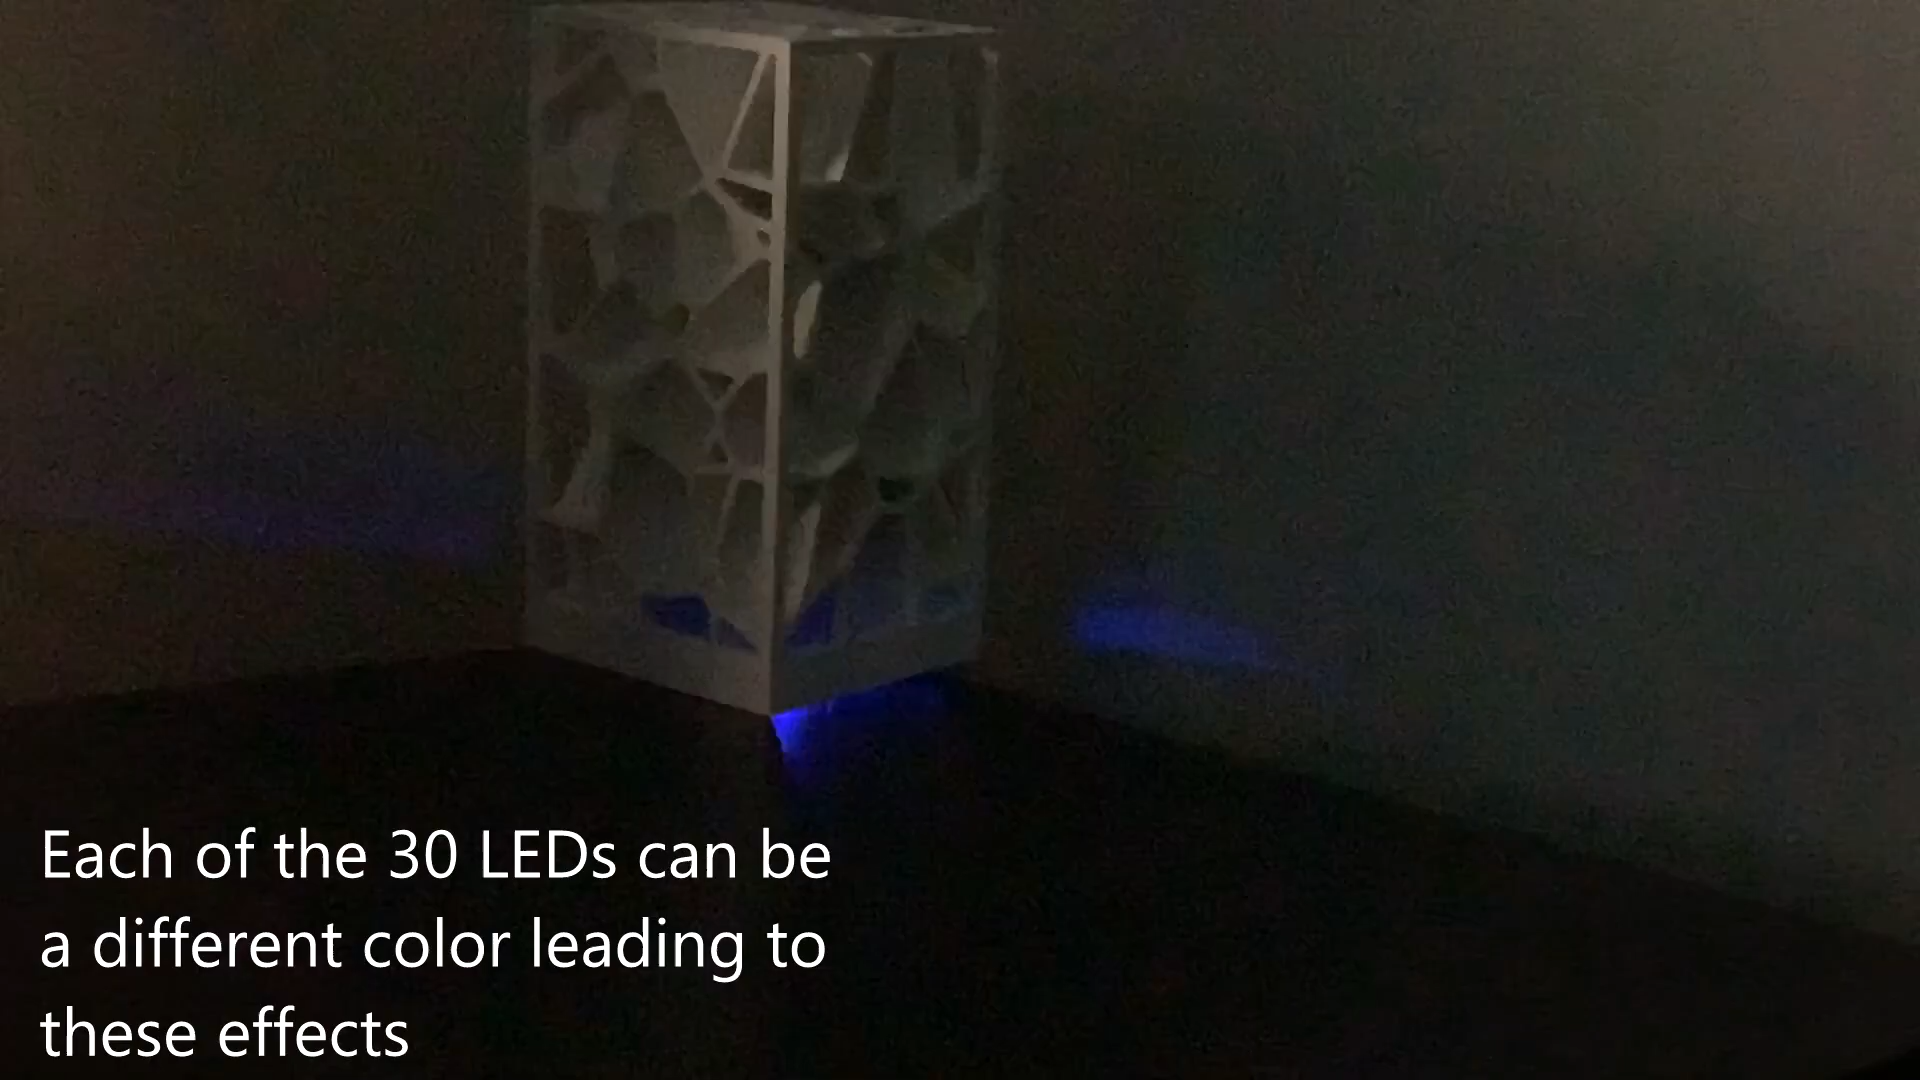 Each of the 30 LEDs can be
a different color leading to
these effects